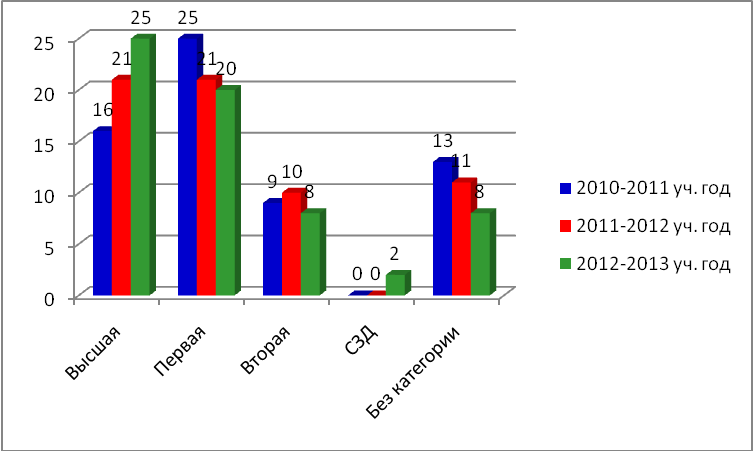 25 25
25
21 21 20
20
16
15
13
11
10
10
9
8 8
5
2
0 0
0
Высшая
Первая
Вторая
СЗД
Без категории
2010-2011 уч. год
2011-2012 уч. год
2012-2013 уч. год